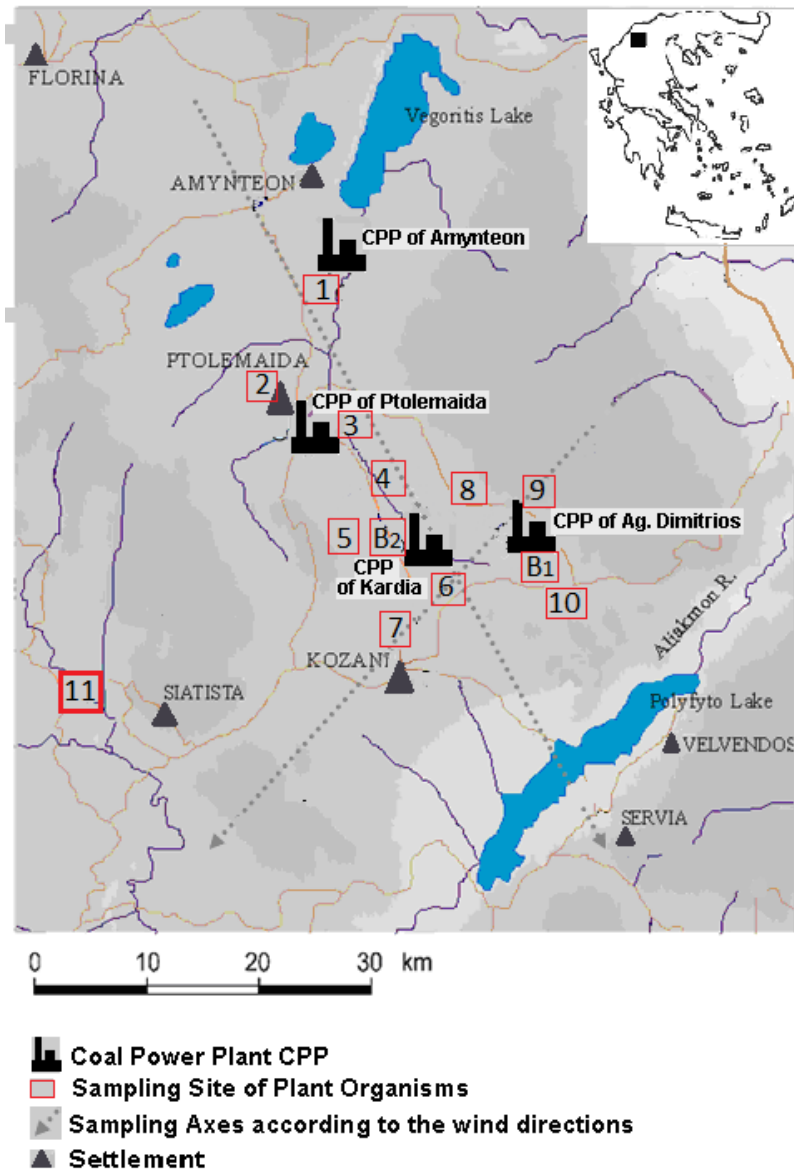 FLORINA
Vegoritis Lake
AMYNTEON
CPP of Amynteon
1
PTOLEMAIDA
2
CPP of Ptolemaida
3
4
8
9
5
B2
CPP of Ag. Dimitrios
CPP
of Kardia
B1
6
10
7
Aliakmon R.
KOZANI
11
SIATISTA
Polyfyto Lake
VELVENDOS
SERVIA
0 10 20 30 km
Coal Power Plant CPP
Sampling Site of Plant Organisms
Sampling Axes according to the wind directions
Settlement